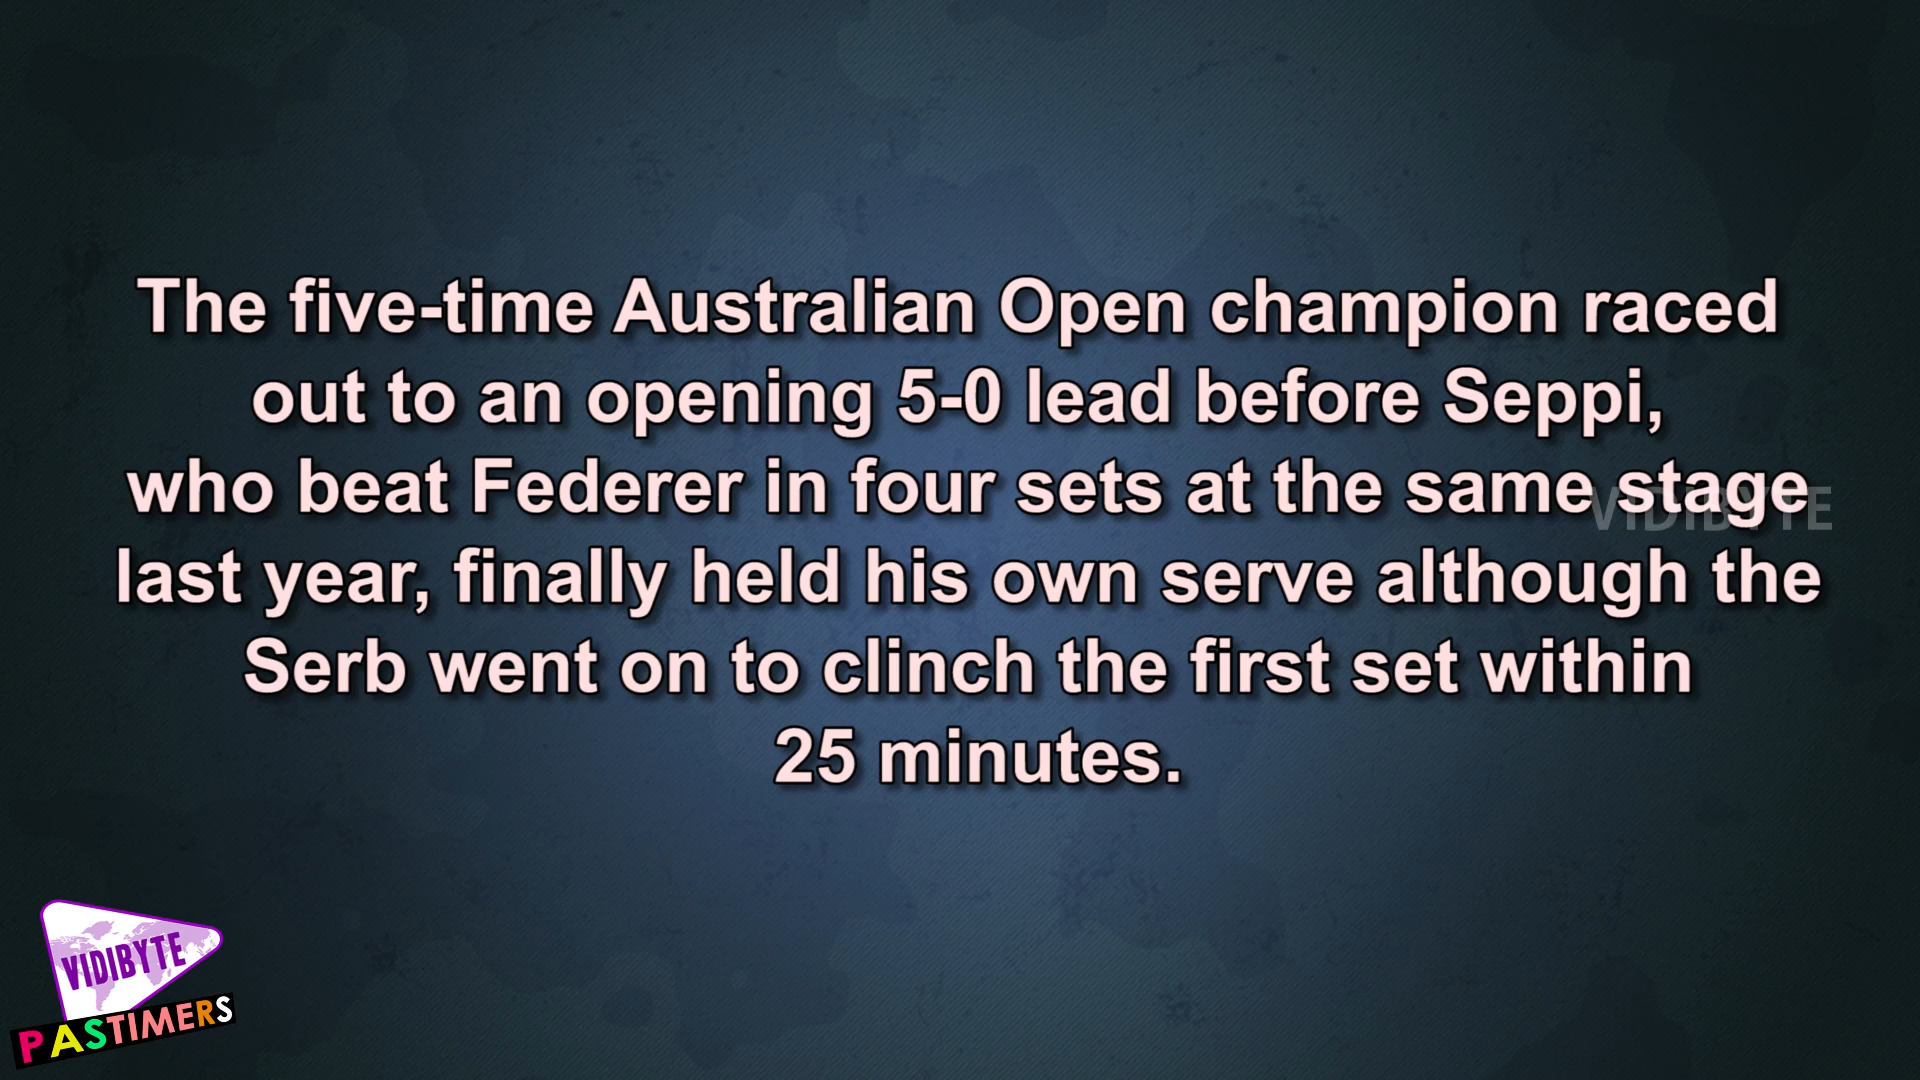 The five-time Australian Open champion raced
out to an opening 5-0 lead before Seppi,
who beat Federer in four sets at the same stage
VIDIBYTE
last year, finally held his own serve although the
Serb went on to clinch the first set within
25 minutes.
VIDIBYTE
PASTIMERS